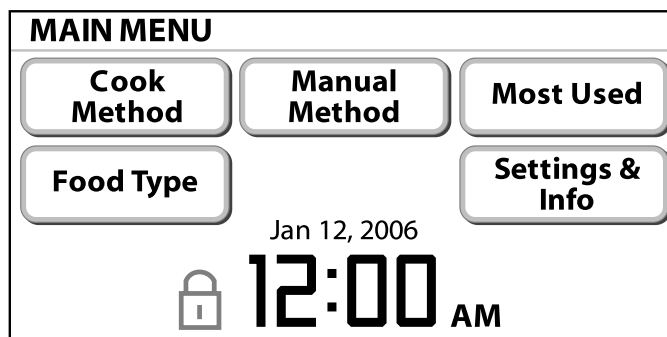 MAIN MENU
Cook
Method
Manual
Method
Most Used
Food Type
Settings &
Info
Jan 12, 2006
12:00 AM